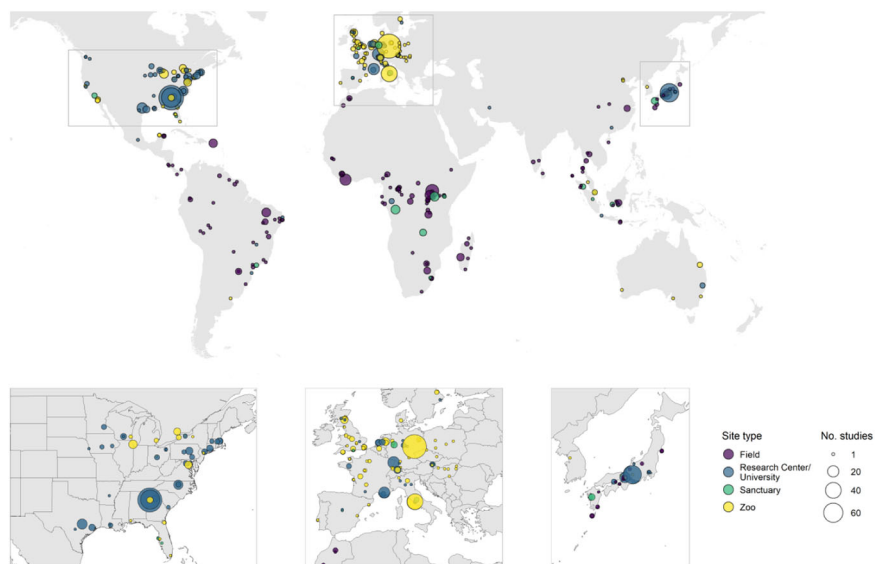 Site type
Field
Research Center/
University
Sanctuary
Zoo
No. studies
1
20
40
60